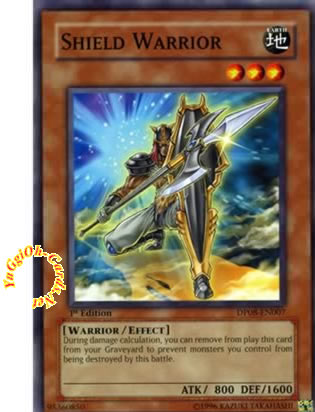 SHIELD WARRIOR
EARTH
地
YuGgiOh-Cards.Net
1st Edition
DP08-EN007
[WARRIOR / EFFECT]
During damage calculation, you can remove from play this
card from your Graveyard to prevent monsters you control from
being destroyed by this battle.
ATK/ 800 DEF/1600
©1996 KAZUKI TAKAHASHI